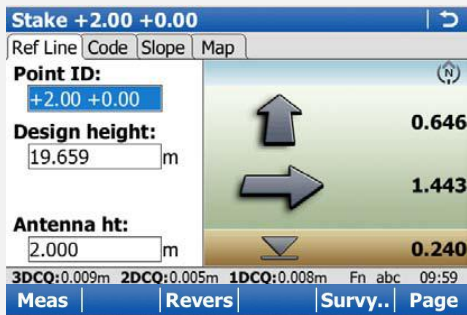 Stake +2.00 +0.00
Ref Line Code Slope Map
Point ID:
+2.00 +0.00
N
0.646
Design height:
19.659 m
1.443
Antenna ht:
2.000 m
0.240
3DCQ:0.009m 2DCQ:0.005m 1DCQ:0.008m Fn abc 09:59
Meas Revers Survy.. Page